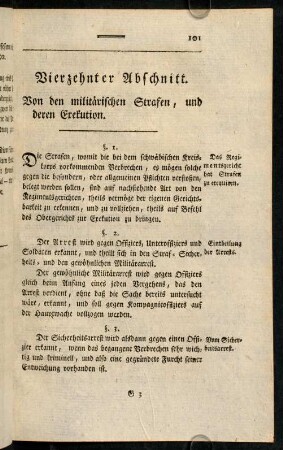 101
Vierzehnter Abschnitt.
Von den militärischen Strafen, und
deren Exekution.
§. 1.
Die Strafen, womit die bei dem schwäbischen Kreis-
korps vorkommenden Verbrechen, es mögen solche
gegen die besondern, oder allgemeinen Pflichten verstoßen,
belegt werden sollen, sind auf nachstehende Art von den
Regimentsgerichten, theils vermöge der eigenen Gerichts-
barkeit zu erkennen, und zu vollziehen, theils auf Befehl
des Obergerichts zur Exekution zu bringen.
Das Regi-
mentsgericht
hat Strafen
zu erkennen.
§. 2.
Der Arrest wird gegen Offiziers, Unteroffiziers und
Soldaten erkannt, und theilt sich in den Straf- Sicher-
heits- und den gewöhnlichen Militärarrest.
Eintheilung
der Arreste.
Der gewöhnliche Militärarrest wird gegen Offiziers
gleich beim Anfang eines jeden Vergehens, das den
Arrest verdient, ohne daß die Sache bereits untersucht
wäre, erkannt, und soll gegen Kompagnieoffiziers auf
der Hauptwache vollzogen werden.
§. 3.
Der Sicherheitsarrest wird alsdann gegen einen Offi-
zier erkannt, wenn das begangene Verbrechen sehr wich-
tig und kriminell, und also eine gegründete Furcht seiner
Entweichung vorhanden ist.
Vom Sicher-
heitsarrest.
G 3